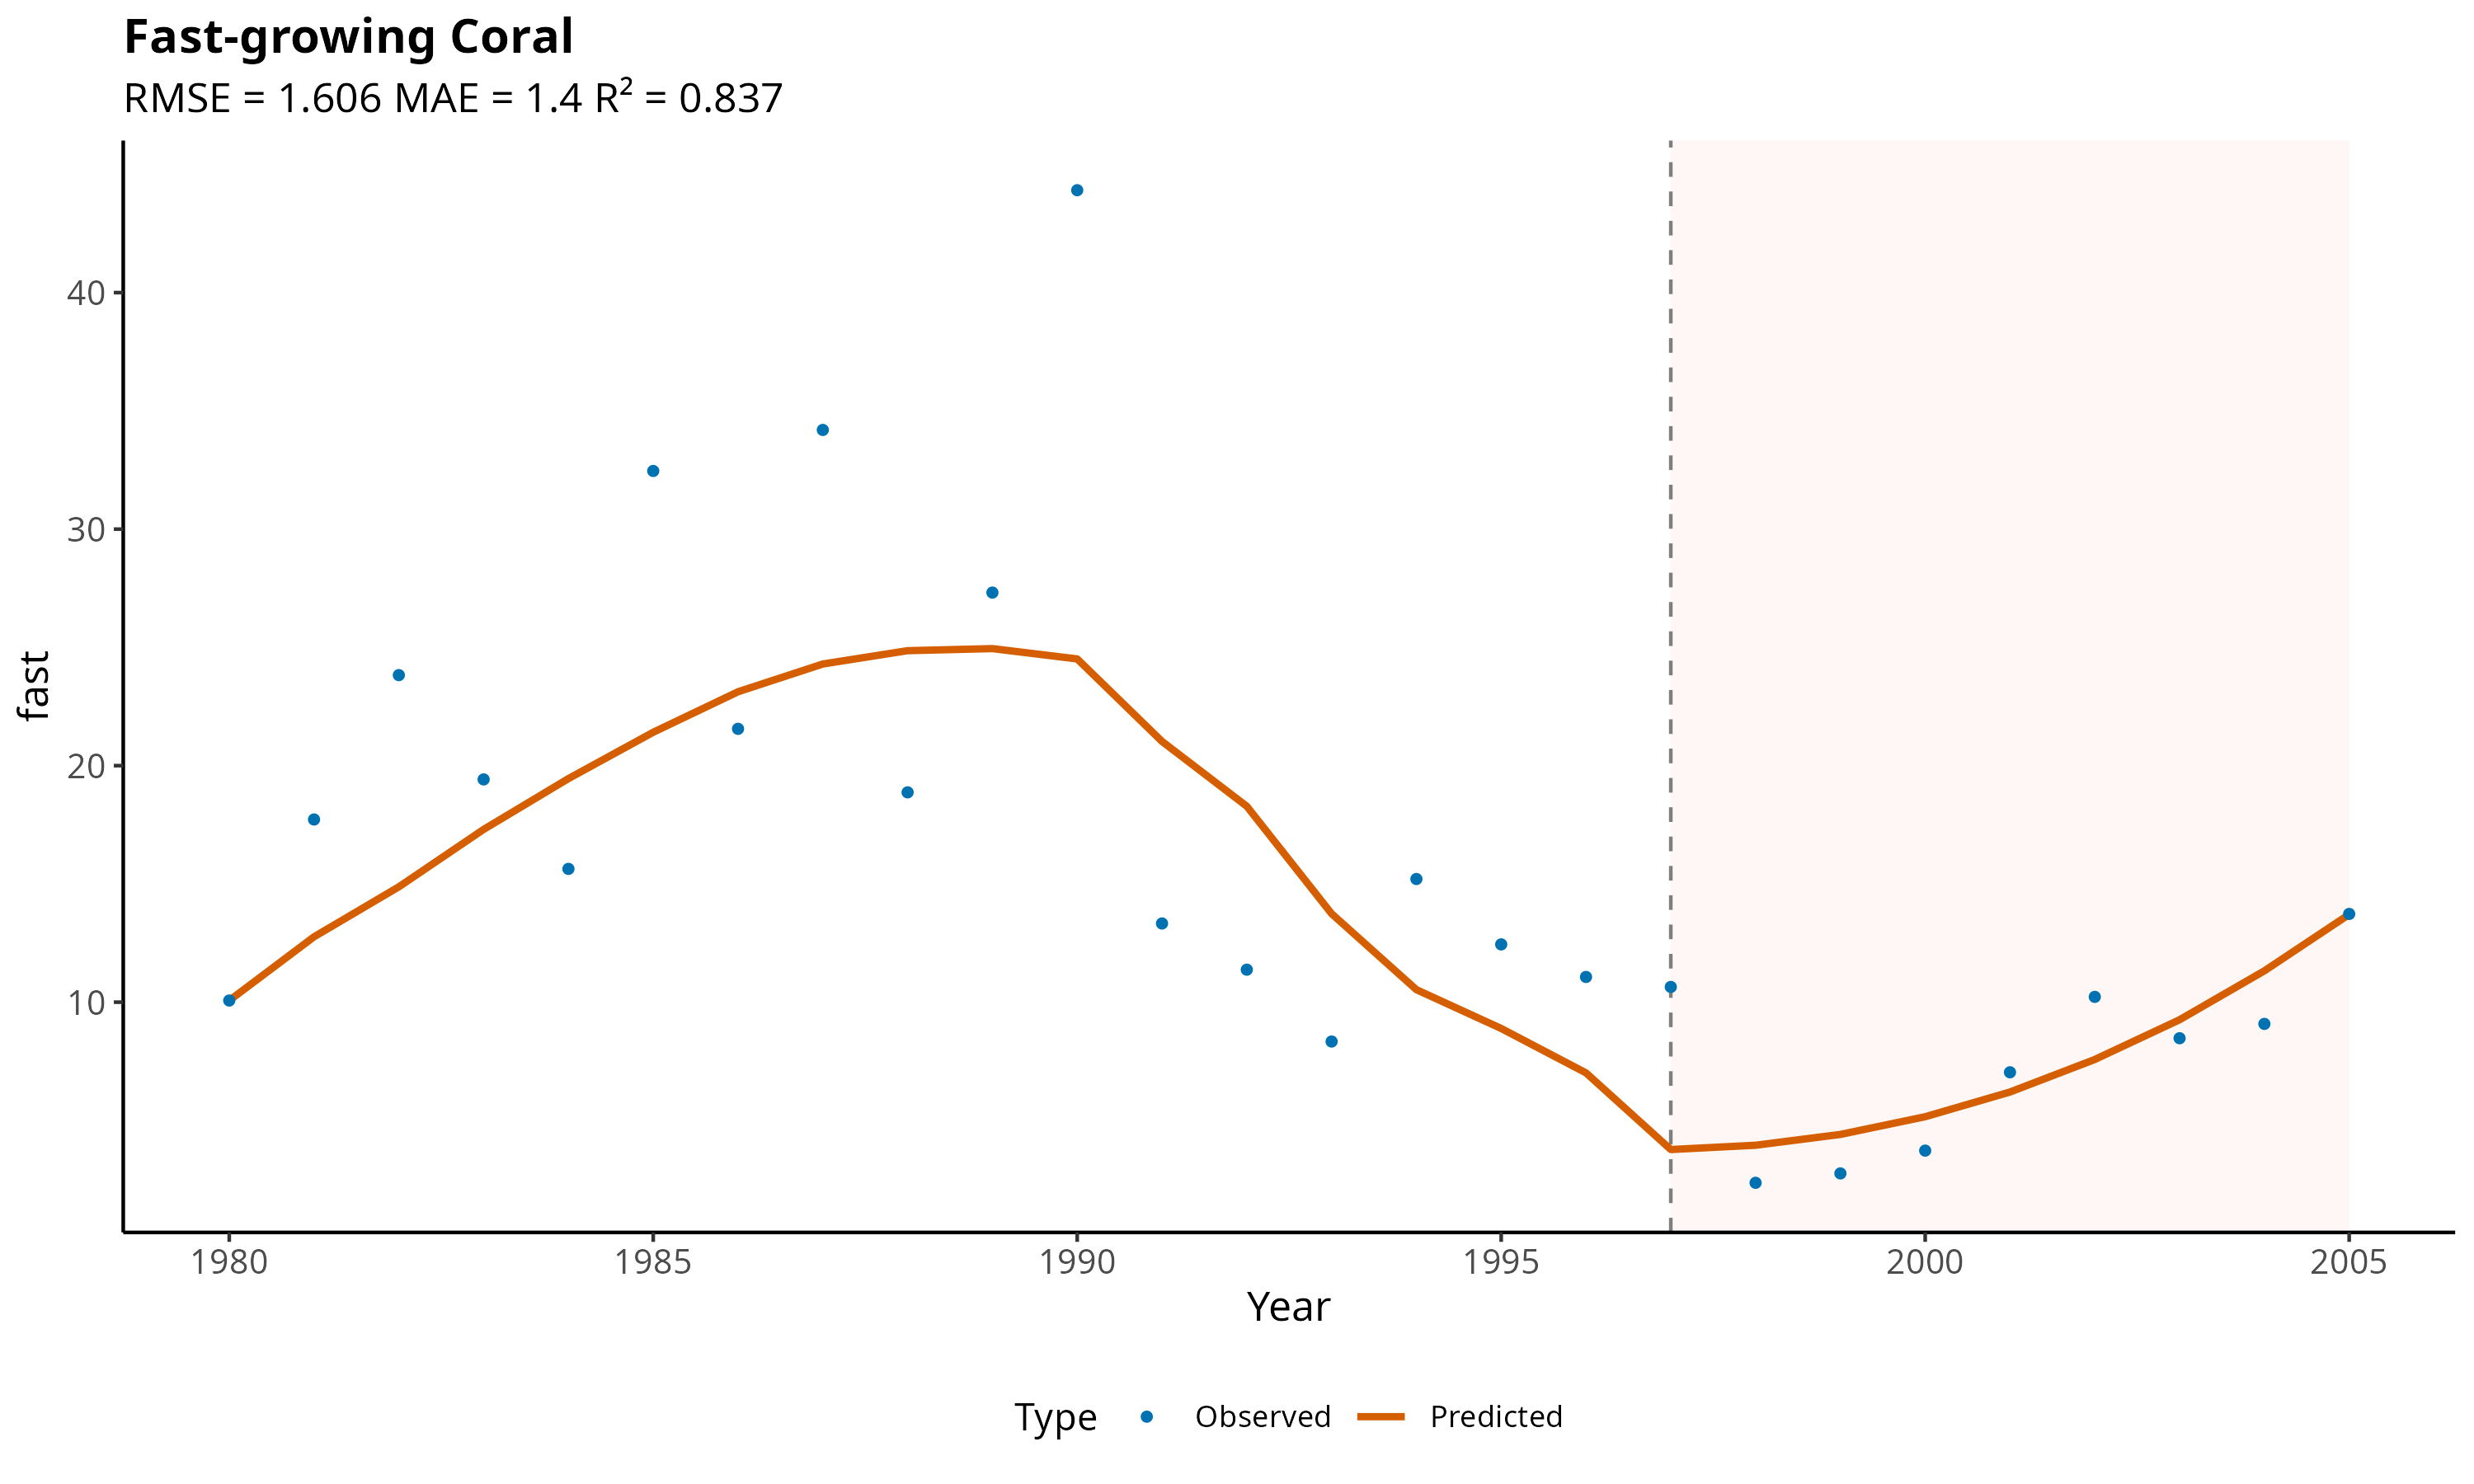 Fast-growing Coral
RMSE = 1.606 MAE = 1.4 R² = 0.837
fast
40
30
20
10
1980 1985 1990 1995 2000 2005
Year
Type Observed Predicted